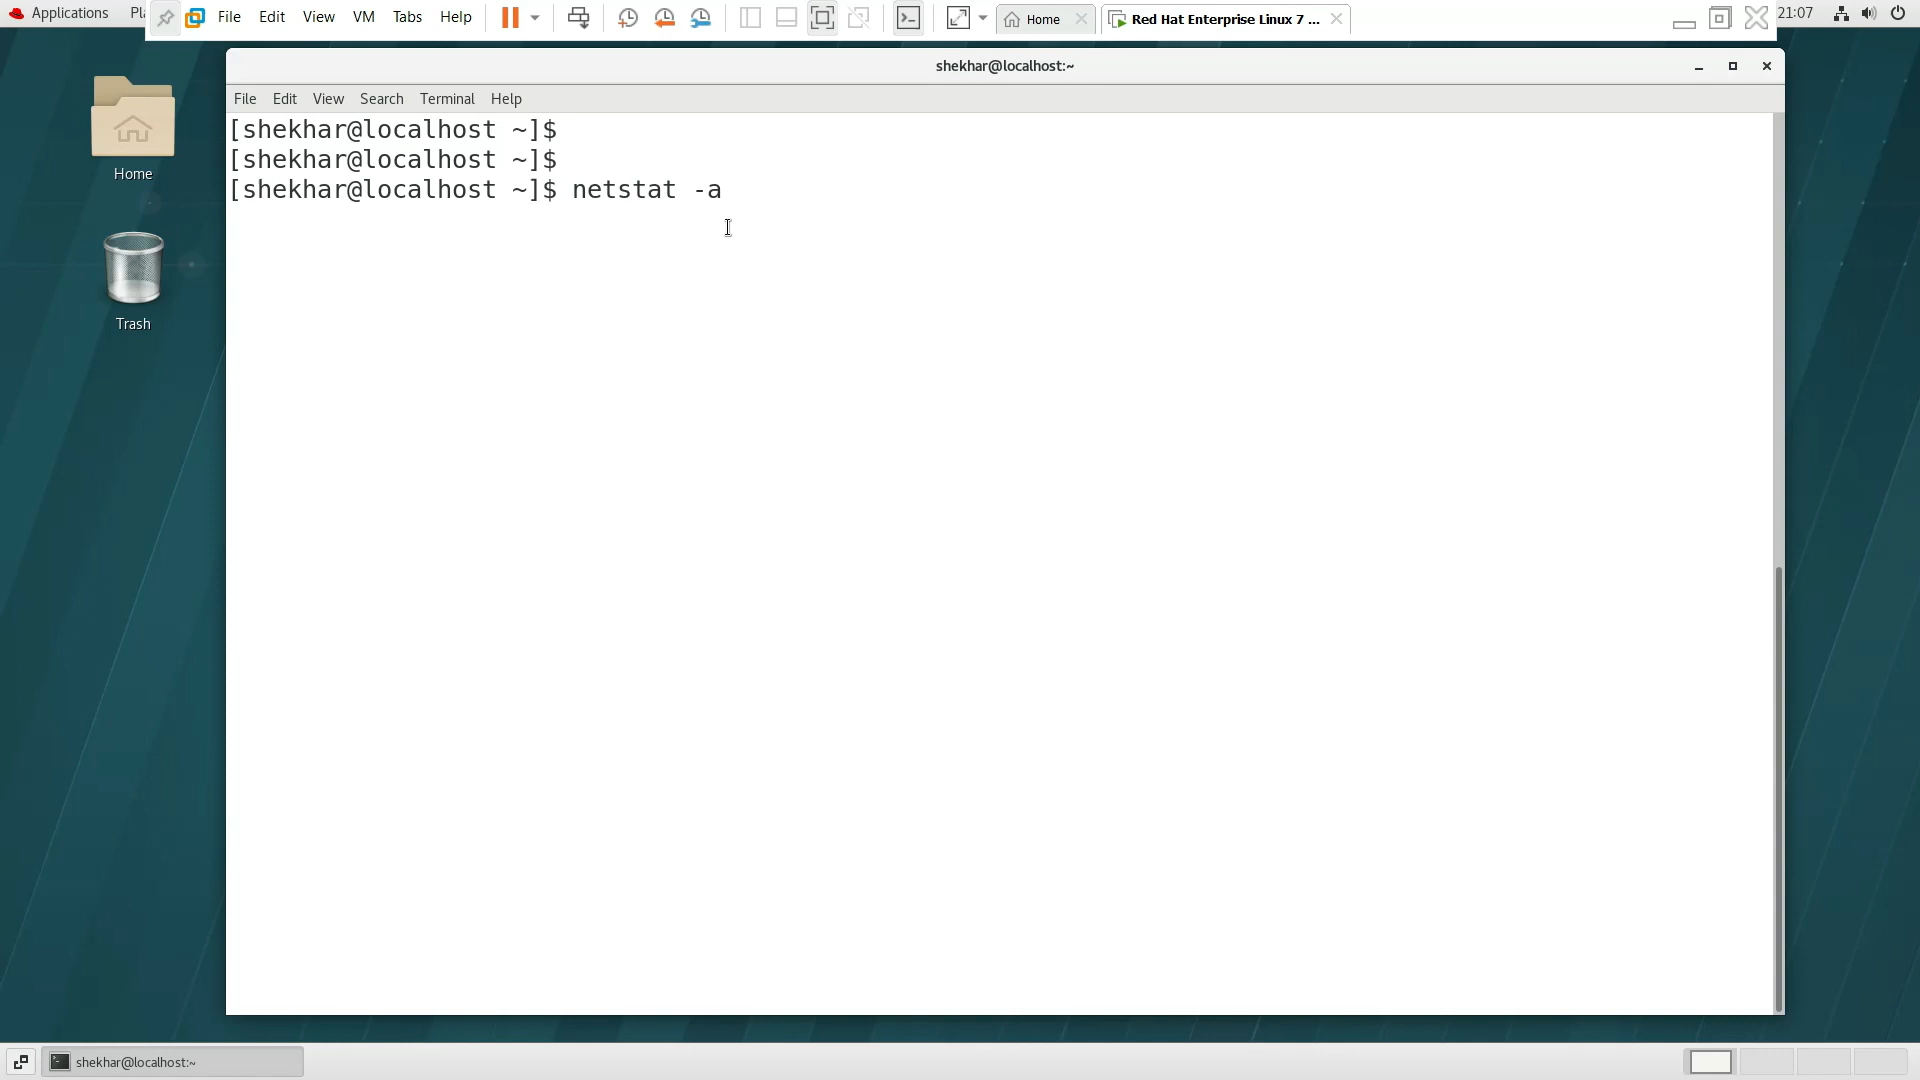 Applications Pla File Edit View VM Tabs Help Home Red Hat Enterprise Linux 7 ... 21:07
shekhar@localhost:~
File Edit View Search Terminal Help
[shekhar@localhost ~]$
[shekhar@localhost ~]$
[shekhar@localhost ~]$ netstat -a
Home
Trash
shekhar@localhost:~